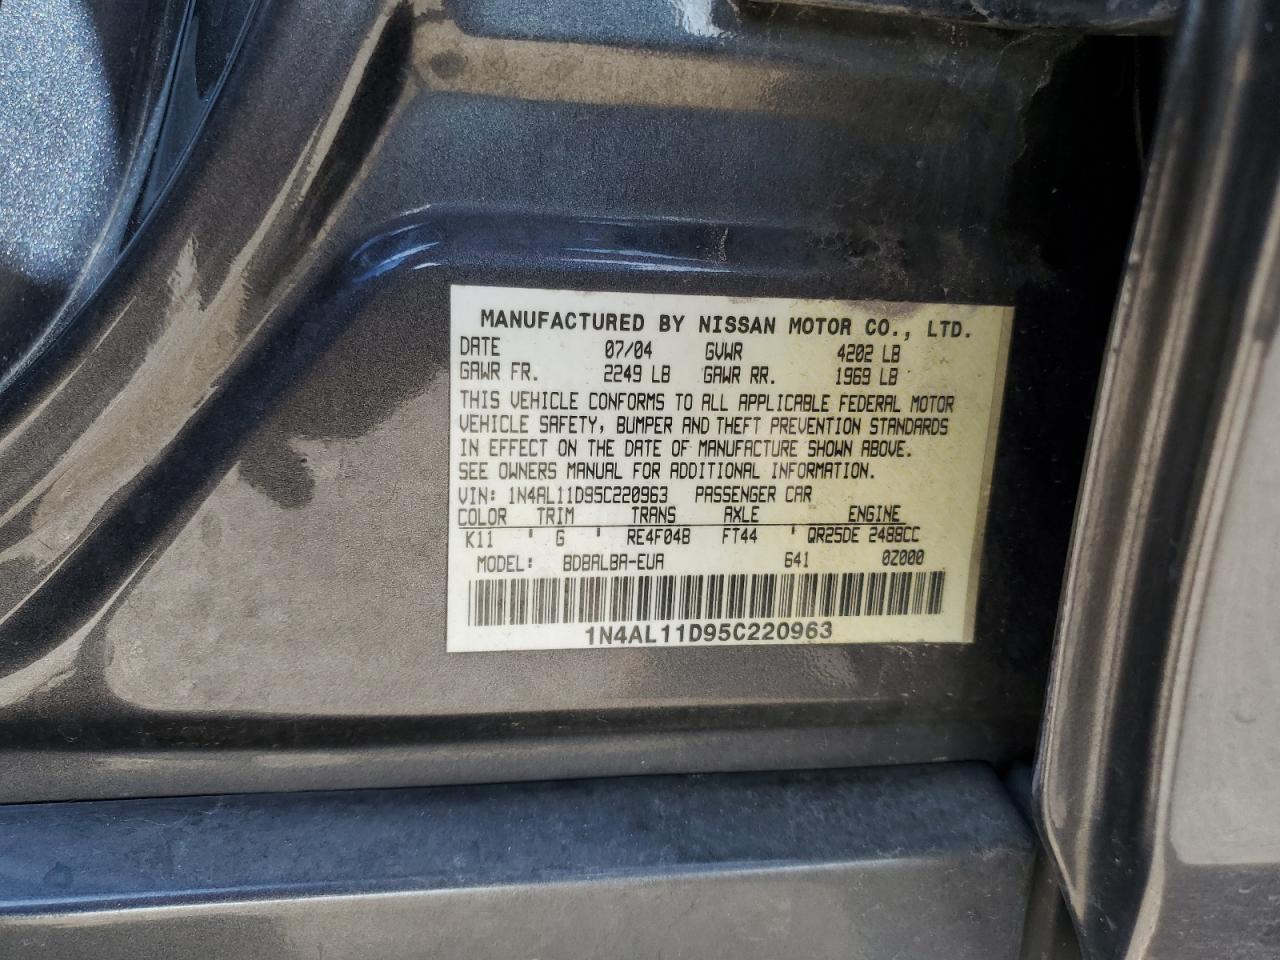 MANUFACTURED BY NISSAN MOTOR CO., LTD.
DATE 07/04 GVWR 4202 LB
GAWR FR. 2249 LB GAWR RR. 1969 LB
THIS VEHICLE CONFORMS TO ALL APPLICABLE FEDERAL MOTOR
VEHICLE SAFETY, BUMPER AND THEFT PREVENTION STANDARDS
IN EFFECT ON THE DATE OF MANUFACTURE SHOWN ABOVE.
SEE OWNERS MANUAL FOR ADDITIONAL INFORMATION.
VIN: 1N4AL11D95C220963 PASSENGER CAR
COLOR TRIM TRANS AXLE ENGINE
K11 ' G ' RE4F04B FT44 ' QR25DE 2488CC
MODEL: BDBALBA-EUA 641 0Z000
1N4AL11D95C220963